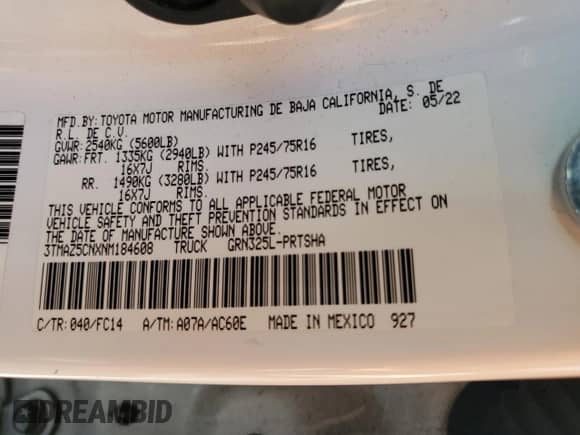 MFD.BY: TOYOTA MOTOR MANUFACTURING DE BAJA CALIFORNIA, S. DE
R.L. DE C.V. DATE: 05/22
GVWR: 2540KG (5600LB)
GAWR: FRT. 1335KG (2940LB) WITH P245/75R16 TIRES,
16X7J RIMS.
RR. 1490KG (3280LB) WITH P245/75R16 TIRES,
16X7J RIMS.
THIS VEHICLE CONFORMS TO ALL APPLICABLE FEDERAL MOTOR
VEHICLE SAFETY AND THEFT PREVENTION STANDARDS IN EFFECT ON
THE DATE OF MANUFACTURE SHOWN ABOVE.
3TMAZ5CNXNM184608 TRUCK GRN325L-PRTSHA
C/TR: 040/FC14 A/TM: A07A/AC60E MADE IN MEXICO 927
DREAMBID